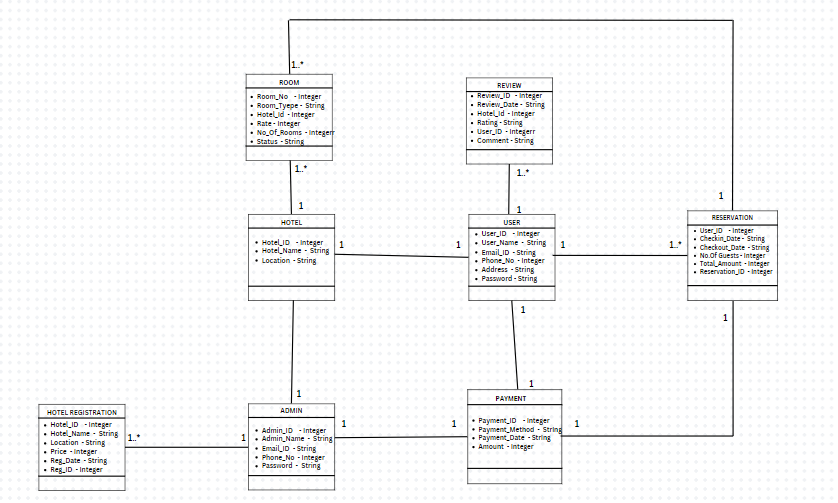 1..*
ROOM
• Room_No - Integer
• Room_Tyepe - String
• Hotel_Id - Integer
• Rate - Integer
• No_Of_Rooms - Integerr
• Status - String
1..*
REVIEW
• Review_ID - Integer
• Review_Date - String
• Hotel_Id - Integer
• Rating - String
• User_ID - Integerr
• Comment - String
1..*
1
HOTEL
• Hotel_ID - Integer
• Hotel_Name - String
• Location - String
1
1
1
USER
• User_ID - Integer
• User_Name - String
• Email_ID - String
• Phone_No - Integer
• Address - String
• Password - String
1
1..*
1
RESERVATION
• User_ID - Integer
• Checkin_Date - String
• Checkout_Date - String
• No.Of Guests - Integer
• Total_Amount - Integer
• Reservation_ID - Integer
1
1
HOTEL REGISTRATION
• Hotel_ID - Integer
• Hotel_Name - String
• Location - String
• Price - Integer
• Reg_Date - String
• Reg_ID - Integer
1..*
1
1
ADMIN
• Admin_ID - Integer
• Admin_Name - String
• Email_ID - String
• Phone_No - Integer
• Password - String
1
1
1
PAYMENT
• Payment_ID - Integer
• Payment_Method - String
• Payment_Date - String
• Amount - Integer
1